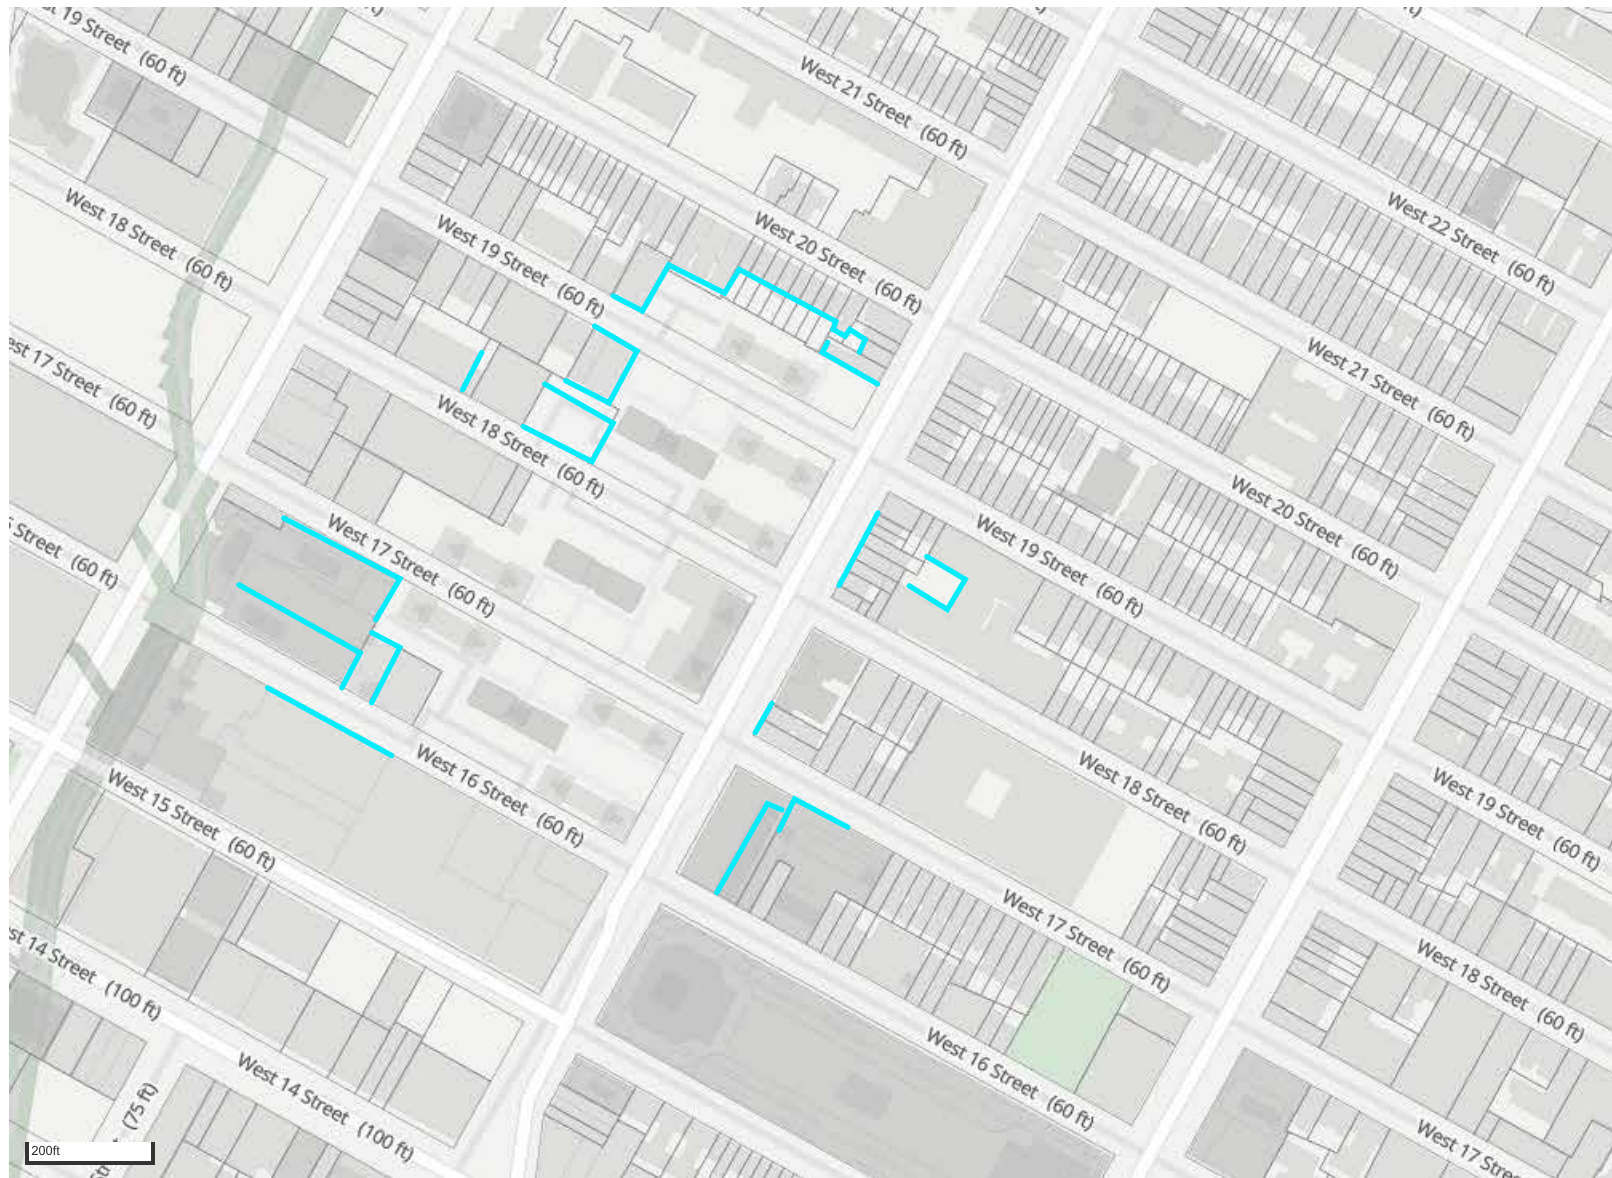 st 19 Street (60 ft)
West 21 Street (60 ft)
West 18 Street (60 ft)
West 22 Street (60 ft)
West 19 Street (60 ft)
West 20 Street (60 ft)
est 17 Street (60 ft)
West 21 Street (60 ft)
West 18 Street (60 ft)
West 20 Street (60 ft)
Street (60 ft)
West 17 Street (60 ft)
West 19 Street (60 ft)
West 16 Street (60 ft)
West 18 Street (60 ft)
West 15 Street (60 ft)
West 19 Street (60 ft)
West 17 Street (60 ft)
st 14 Street (100 ft)
West 18 Street (60 ft)
West 14 Street (100 ft)
West 16 Street (60 ft)
(75 ft)
West 17 Stree
200ft